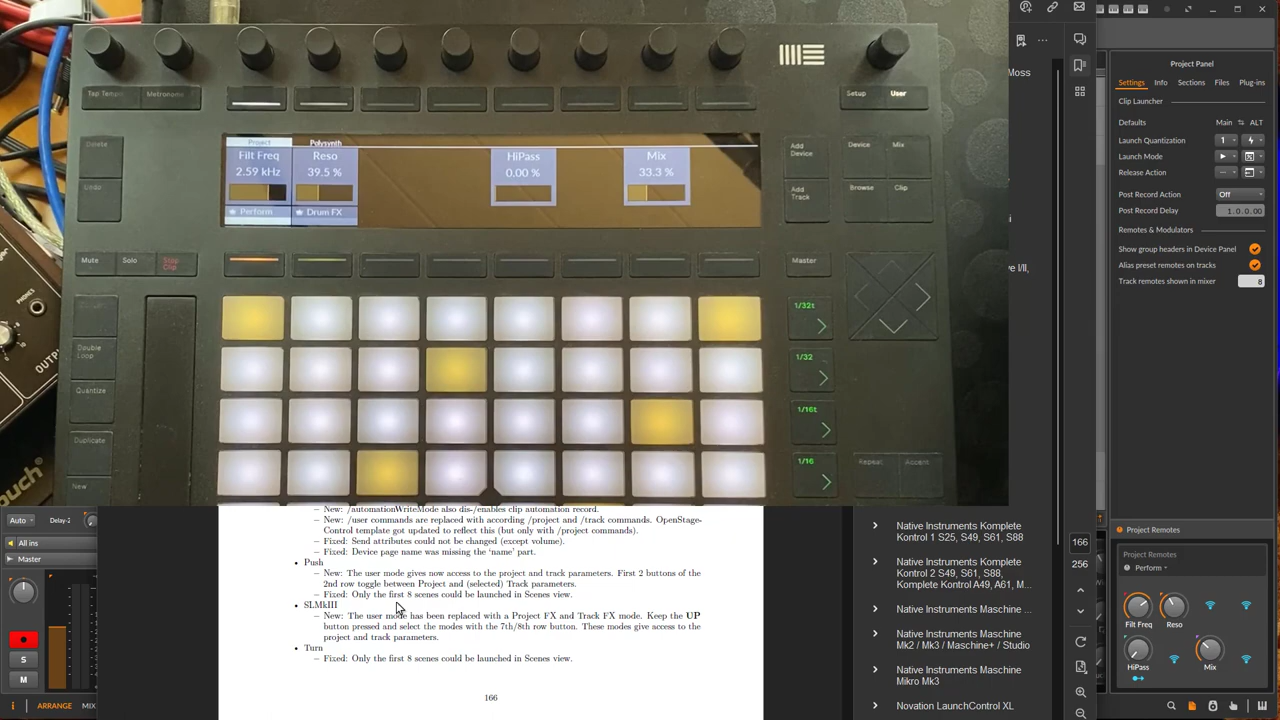 Moss
Project Panel
Settings Info Sections Files Plug-ins
Clip Launcher
Defaults Main ALT
Launch Quantization 1
Launch Mode
Release Action
Post Record Action Off
Post Record Delay 1.0.0.00
Remotes & Modulators
Show group headers in Device Panel
Alias preset remotes on tracks
Track remotes shown in mixer 8
Tap Tempo Metronome
Setup User
Delete
Undo
Project Polysynth
Filt Freq Reso HiPass Mix
2.59 kHz 39.5 % 0.00 % 33.3 %
Perform Drum FX
Add Device
Add Track
Device Mix
Browse Clip
Mute Solo Stop Clip
Master
Double Loop
Quantize
Duplicate
New
1/32t
1/32
1/16t
1/16
Repeat Accent
PHONES
OUTPU
ouch
e I/II,
Auto Delay-2
All ins
Master
S
M
ARRANGE MIX
– New: /automationWriteMode also dis-/enables clip automation record.
– New: /user commands are replaced with according /project and /track commands. OpenStage-
Control template got updated to reflect this (but only with /project commands).
– Fixed: Send attributes could not be changed (except volume).
– Fixed: Device page name was missing the ‘name’ part.
• Push
– New: The user mode gives now access to the project and track parameters. First 2 buttons of the
2nd row toggle between Project and (selected) Track parameters.
– Fixed: Only the first 8 scenes could be launched in Scenes view.
• SLMkIII
– New: The user mode has been replaced with a Project FX and Track FX mode. Keep the UP
button pressed and select the modes with the 7th/8th row button. These modes give access to the
project and track parameters.
• Turn
– Fixed: Only the first 8 scenes could be launched in Scenes view.
166
Native Instruments Komplete
Kontrol 1 S25, S49, S61, S88
Native Instruments Komplete
Kontrol 2 S49, S61, S88,
Komplete Kontrol A49, A61, M...
Native Instruments Maschine ...
Native Instruments Maschine
Mk2 / Mk3 / Maschine+ / Studio
Native Instruments Maschine
Mikro Mk3
Novation LaunchControl XL
166
256
Project Remotes
Project Remotes
Perform
Filt Freq Reso
HiPass Mix